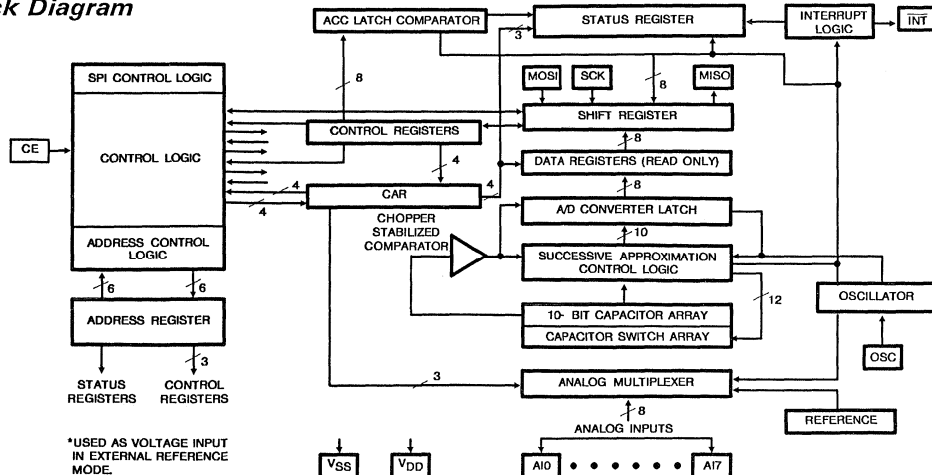 ck Diagram
ACC LATCH COMPARATOR
STATUS REGISTER
INTERRUPT
LOGIC
INT
3
8
8
SPI CONTROL LOGIC
MOSI
SCK
MISO
CONTROL LOGIC
CE
CONTROL REGISTERS
SHIFT REGISTER
8
4
DATA REGISTERS (READ ONLY)
4
4
CAR
4
8
A/D CONVERTER LATCH
CHOPPER
STABILIZED
COMPARATOR
10
ADDRESS CONTROL
LOGIC
SUCCESSIVE APPROXIMATION
CONTROL LOGIC
6
6
12
OSCILLATOR
ADDRESS REGISTER
10- BIT CAPACITOR ARRAY
CAPACITOR SWITCH ARRAY
3
OSC
STATUS
REGISTERS
CONTROL
REGISTERS
3
ANALOG MULTIPLEXER
8
REFERENCE
ANALOG INPUTS
*USED AS VOLTAGE INPUT
IN EXTERNAL REFERENCE
MODE.
VSS
VDD
AI0
AI7